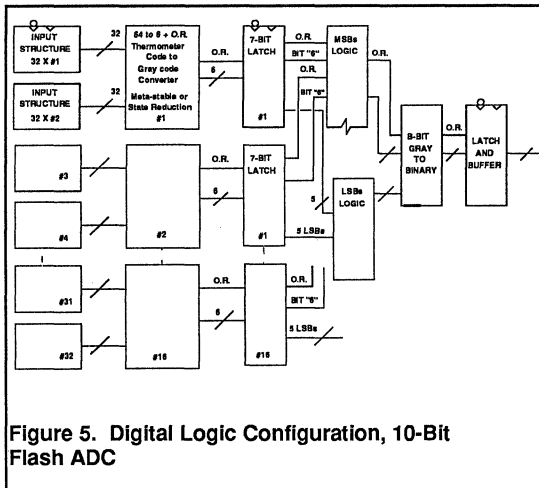 INPUT
STRUCTURE
32 X #1
32
64 to 6 + O.R.
Thermometer
Code to
Gray code
Converter
Meta-stable or
State Reduction
#1
O.R.
6
7-BIT
LATCH
#1
O.R.
BIT "6"
O.R.
BIT "6"
MSBs
LOGIC
O.R.
INPUT
STRUCTURE
32 X #2
32
8-BIT
GRAY
TO
BINARY
O.R.
LATCH
AND
BUFFER
#3
#4
#2
O.R.
6
7-BIT
LATCH
#1
5
5 LSBs
LSBs
LOGIC
#31
#32
#16
O.R.
6
#16
O.R.
BIT "6"
5 LSBs
Figure 5. Digital Logic Configuration, 10-Bit
Flash ADC